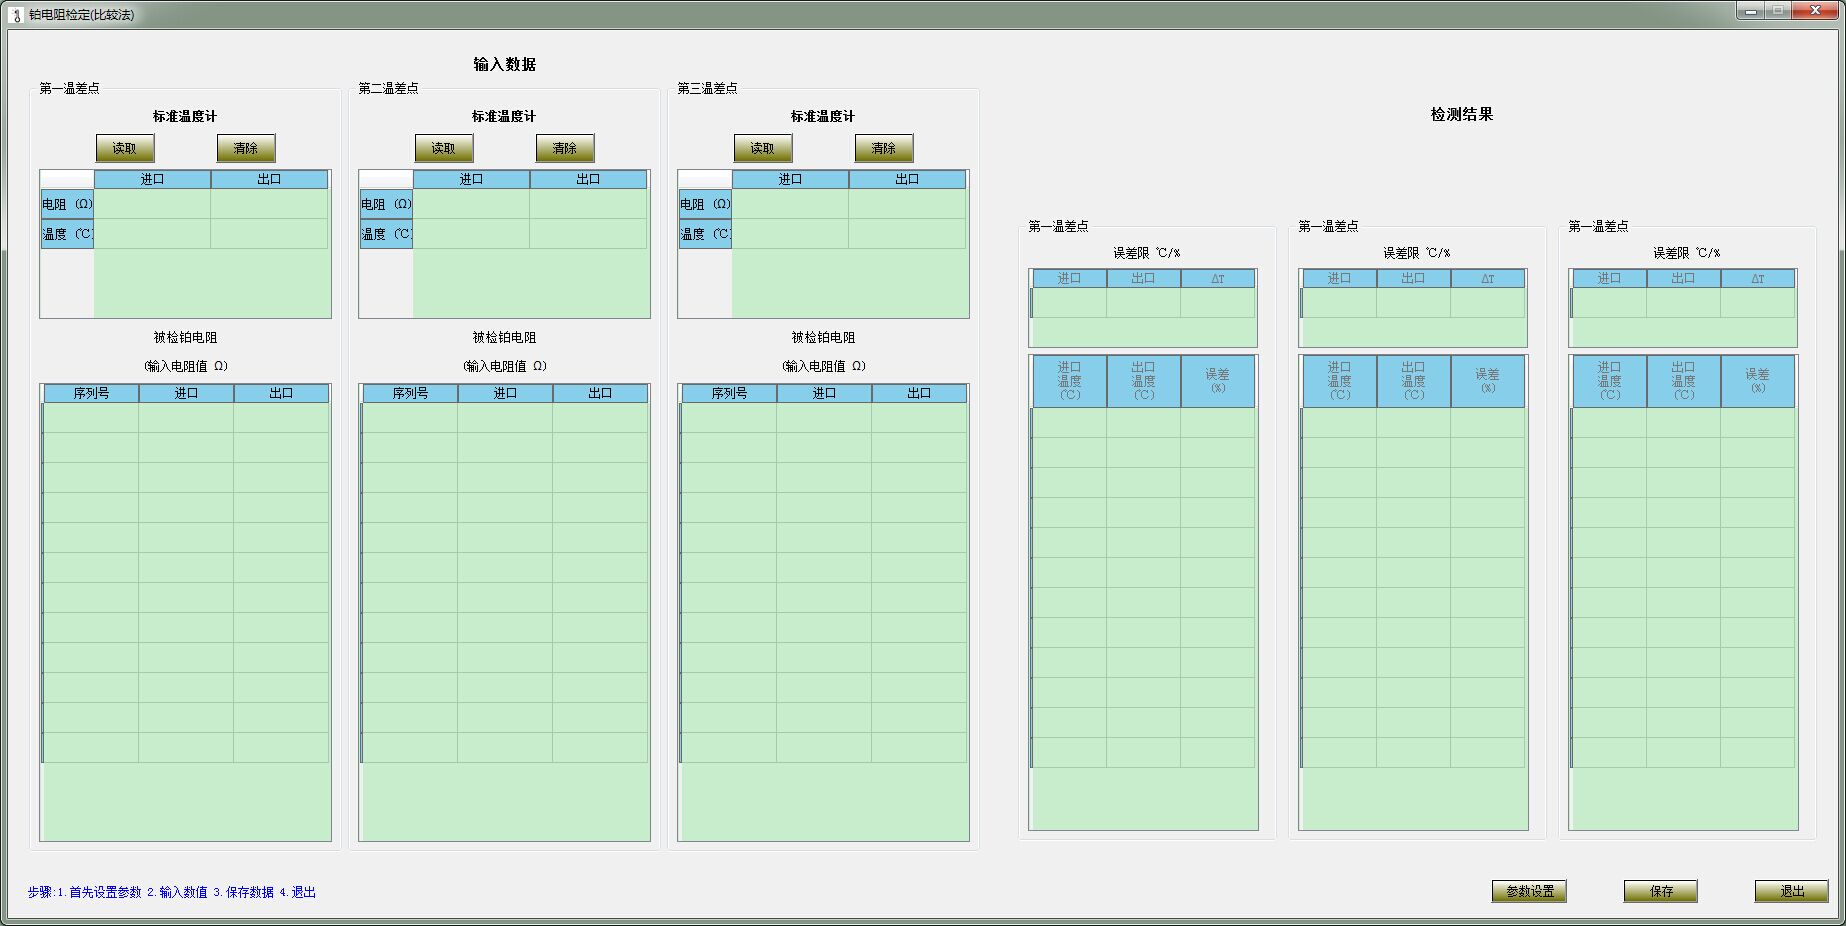 铂电阻检定(比较法)
输入数据
第一温差点
标准温度计
读取 清除
进口 出口
电阻 (Ω)
温度 (℃)
被检铂电阻
(输入电阻值 Ω)
序列号 进口 出口
第二温差点
标准温度计
读取 清除
进口 出口
电阻 (Ω)
温度 (℃)
被检铂电阻
(输入电阻值 Ω)
序列号 进口 出口
第三温差点
标准温度计
读取 清除
进口 出口
电阻 (Ω)
温度 (℃)
被检铂电阻
(输入电阻值 Ω)
序列号 进口 出口
检测结果
第一温差点
误差限 ℃/%
进口 出口 ΔT
进口温度(℃) 出口温度(℃) 误差(%)
第一温差点
误差限 ℃/%
进口 出口 ΔT
进口温度(℃) 出口温度(℃) 误差(%)
第一温差点
误差限 ℃/%
进口 出口 ΔT
进口温度(℃) 出口温度(℃) 误差(%)
步骤:1.首先设置参数 2.输入数值 3.保存数据 4.退出
参数设置 保存 退出